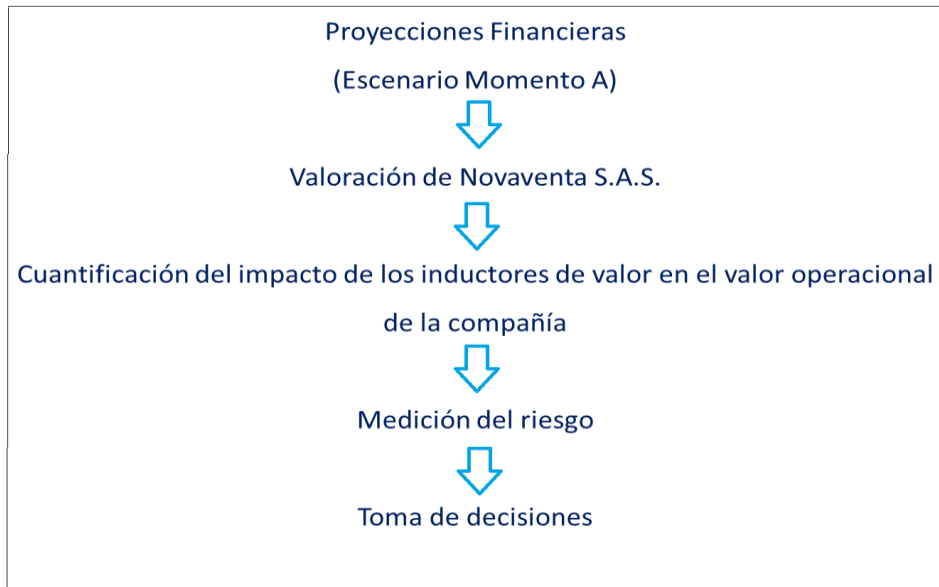 Proyecciones Financieras
(Escenario Momento A)
Valoración de Novaventa S.A.S.
Cuantificación del impacto de los inductores de valor en el valor operacional
de la compañía
Medición del riesgo
Toma de decisiones